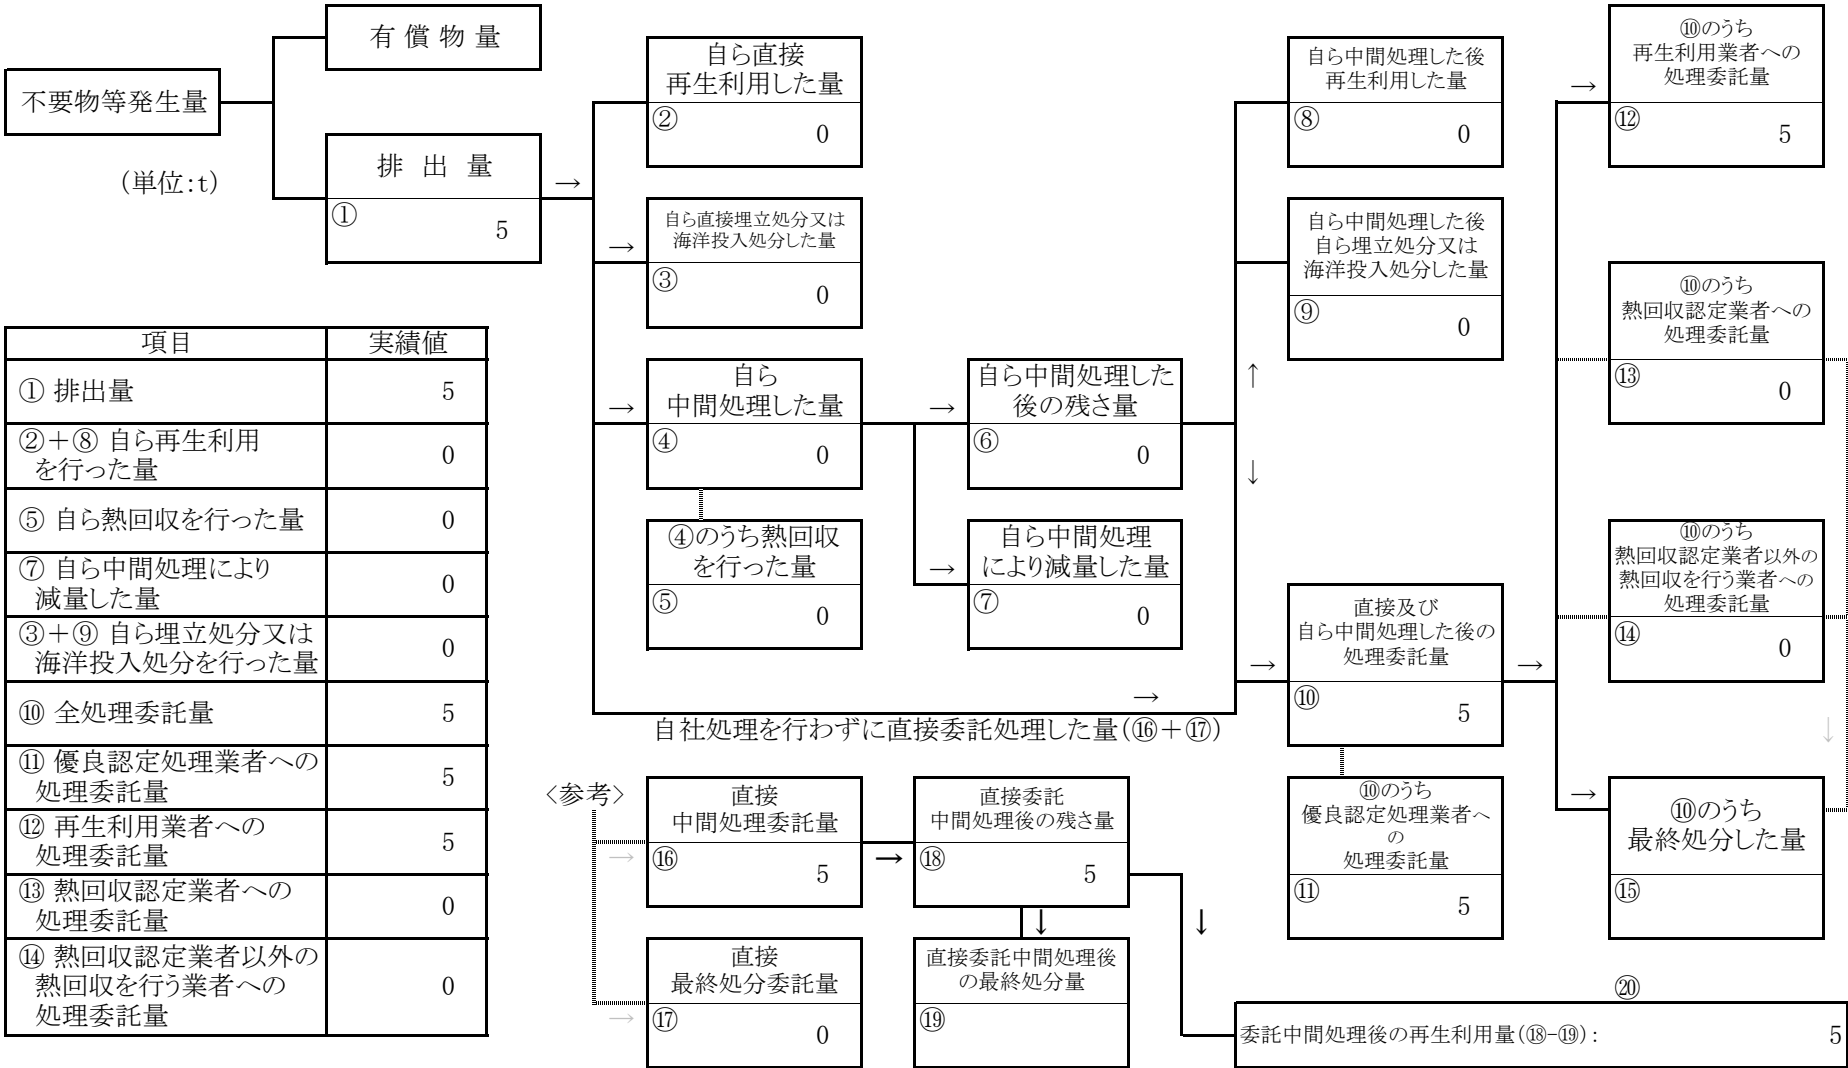 有 償 物 量
不要物等発生量
(単位:t)
排 出 量
①
5
→
自ら直接
再生利用した量
②
0
→
自ら直接埋立処分又は
海洋投入処分した量
③
0
→
自ら
中間処理した量
④
0
④のうち熱回収
を行った量
⑤
0
→
自ら中間処理した
後の残さ量
⑥
0
→
自ら中間処理
により減量した量
⑦
0
↑
↓
自ら中間処理した後
再生利用した量
⑧
0
自ら中間処理した後
自ら埋立処分又は
海洋投入処分した量
⑨
0
→
自社処理を行わずに直接委託処理した量(⑯+⑰)
→
直接及び
自ら中間処理した後の
処理委託量
⑩
5
→
⑩のうち
優良認定処理業者へ
の
処理委託量
⑪
5
→
⑩のうち
再生利用業者への
処理委託量
⑫
5
⑩のうち
熱回収認定業者への
処理委託量
⑬
0
⑩のうち
熱回収認定業者以外の
熱回収を行う業者への
処理委託量
⑭
0
↓
→
⑩のうち
最終処分した量
⑮
項目 実績値
① 排出量 5
②+⑧ 自ら再生利用
を行った量 0
⑤ 自ら熱回収を行った量 0
⑦ 自ら中間処理により
減量した量 0
③+⑨ 自ら埋立処分又は
海洋投入処分を行った量 0
⑩ 全処理委託量 5
⑪ 優良認定処理業者への
処理委託量 5
⑫ 再生利用業者への
処理委託量 5
⑬ 熱回収認定業者への
処理委託量 0
⑭ 熱回収認定業者以外の
熱回収を行う業者への
処理委託量 0
<参考>
→
直接
中間処理委託量
⑯
5
→
直接委託
中間処理後の残さ量
⑱
5
↓
↓
→
直接
最終処分委託量
⑰
0
直接委託中間処理後
の最終処分量
⑲
⑳
委託中間処理後の再生利用量(⑱-⑲): 5